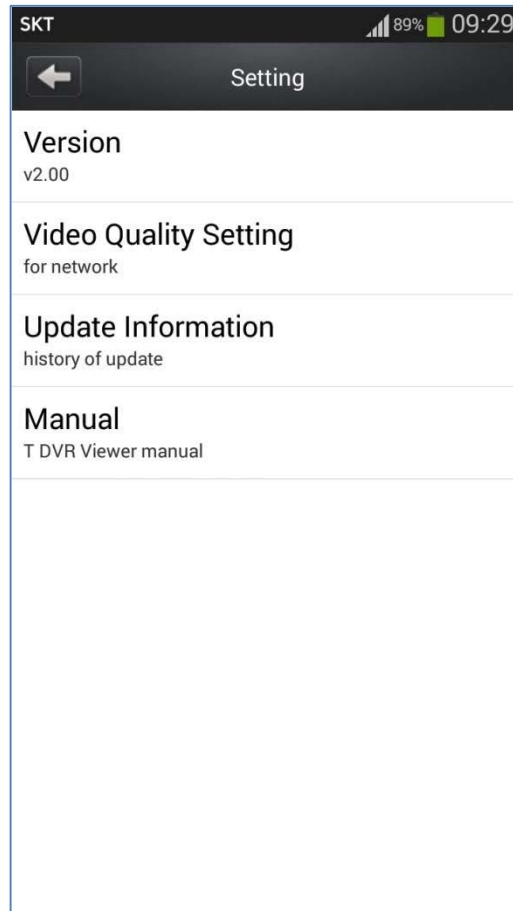 SKT 89% 09:29
Setting
Version
v2.00
Video Quality Setting
for network
Update Information
history of update
Manual
T DVR Viewer manual